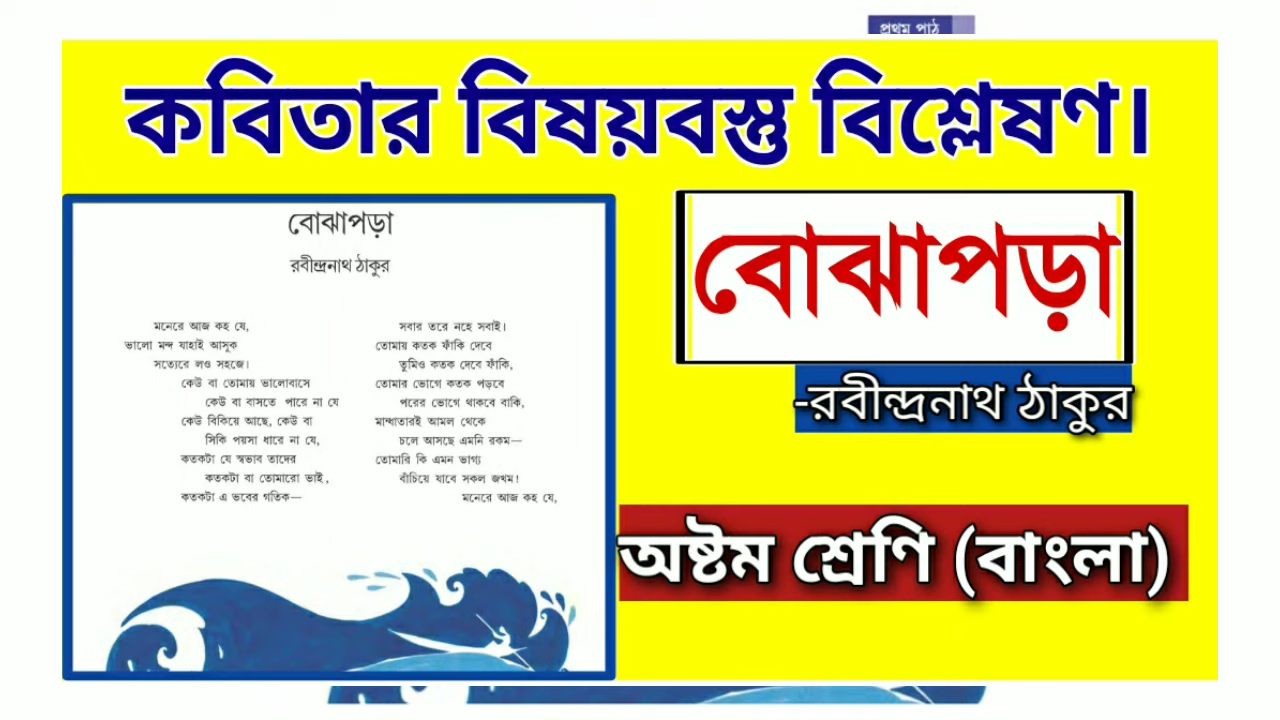 প্রথম পাঠ
কবিতার বিষয়বস্তু বিশ্লেষণ।
বোঝাপড়া
রবীন্দ্রনাথ ঠাকুর
মনেরে আজ কহ যে,
ভালো মন্দ যাহাই আসুক
সত্যেরে লও সহজে।
কেউ বা তোমায় ভালোবাসে
কেউ বা বাসতে পারে না যে
কেউ বিকিয়ে আছে, কেউ বা
সিকি পয়সা ধারে না যে,
কতকটা যে স্বভাব তাদের
কতকটা বা তোমারো ভাই,
কতকটা এ ভবের গতিক—
সবার তরে নহে সবাই।
তোমায় কতক ফাঁকি দেবে
তুমিও কতক দেবে ফাঁকি,
তোমার ভোগে কতক পড়বে
পরের ভোগে থাকবে বাকি,
মান্ধাতারই আমল থেকে
চলে আসছে এমনি রকম—
তোমারি কি এমন ভাগ্য
বাঁচিয়ে যাবে সকল জখম!
মনেরে আজ কহ যে,
বোঝাপড়া
-রবীন্দ্রনাথ ঠাকুর
অষ্টম শ্রেণি (বাংলা)